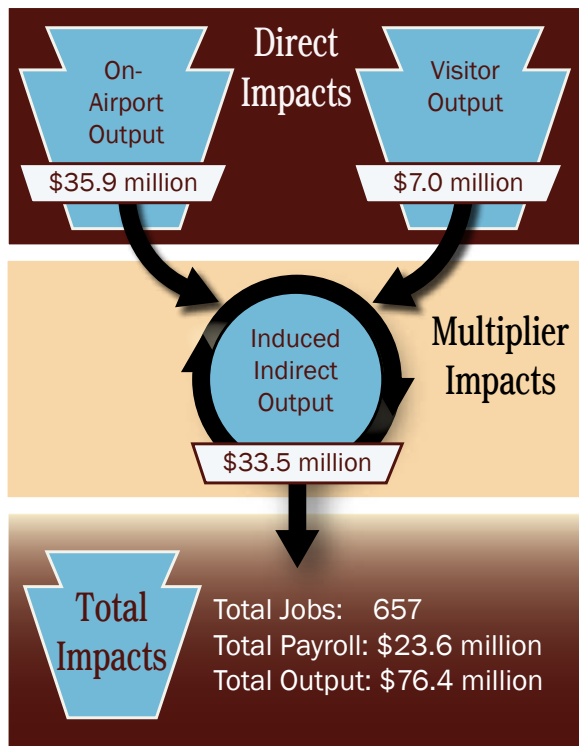 Direct
Impacts
On-
Airport
Output
$35.9 million
Visitor
Output
$7.0 million
Induced
Indirect
Output
$33.5 million
Multiplier
Impacts
Total
Impacts
Total Jobs: 657
Total Payroll: $23.6 million
Total Output: $76.4 million